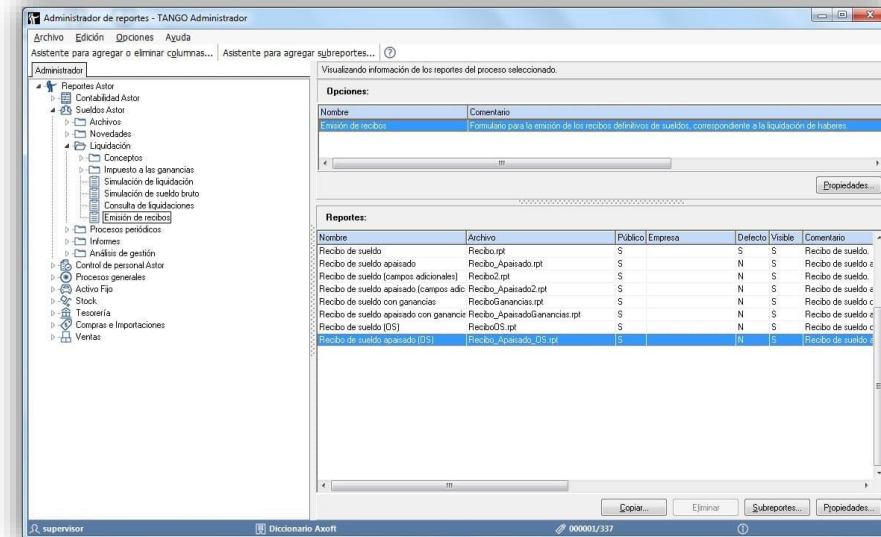 Administrador de reportes - TANGO Administrador
Archivo Edición Opciones Ayuda
Asistente para agregar o eliminar columnas... Asistente para agregar subreportes...
Administrador
Reportes Astor
Contabilidad Astor
Sueldos Astor
Archivos
Novedades
Liquidación
Conceptos
Impuesto a las ganancias
Simulación de liquidación
Simulación de sueldo bruto
Consulta de liquidaciones
Emisión de recibos
Procesos periódicos
Informes
Análisis de gestión
Control de personal Astor
Procesos generales
Activo Fijo
Stock
Tesorería
Compras e Importaciones
Ventas
Visualizando información de los reportes del proceso seleccionado.
Opciones:
Nombre Comentario
Emisión de recibos Formulario para la emisión de los recibos definitivos de sueldos, correspondiente a la liquidación de haberes.
Propiedades...
Reportes:
Nombre Archivo Público Empresa Defecto Visible Comentario
Recibo de sueldo Recibo.rpt S S S Recibo de sueldo.
Recibo de sueldo apaisado Recibo_Apaisado.rpt S N S Recibo de sueldo a
Recibo de sueldo (campos adicionales) Recibo2.rpt S N S Recibo de sueldo,
Recibo de sueldo apaisado (campos adic Recibo_Apaisado2.rpt S N S Recibo de sueldo a
Recibo de sueldo con ganancias ReciboGanancias.rpt S N S Recibo de sueldo c
Recibo de sueldo apaisado con ganancia Recibo_ApaisadoGanancias.rpt S N S Recibo de sueldo a
Recibo de sueldo (OS) ReciboOS.rpt S N S Recibo de sueldo c
Recibo de sueldo apaisado (OS) Recibo_Apaisado_OS.rpt S N S Recibo de sueldo a
Copiar... Eliminar Subreportes... Propiedades...
supervisor Diccionario Axoft 000001/337